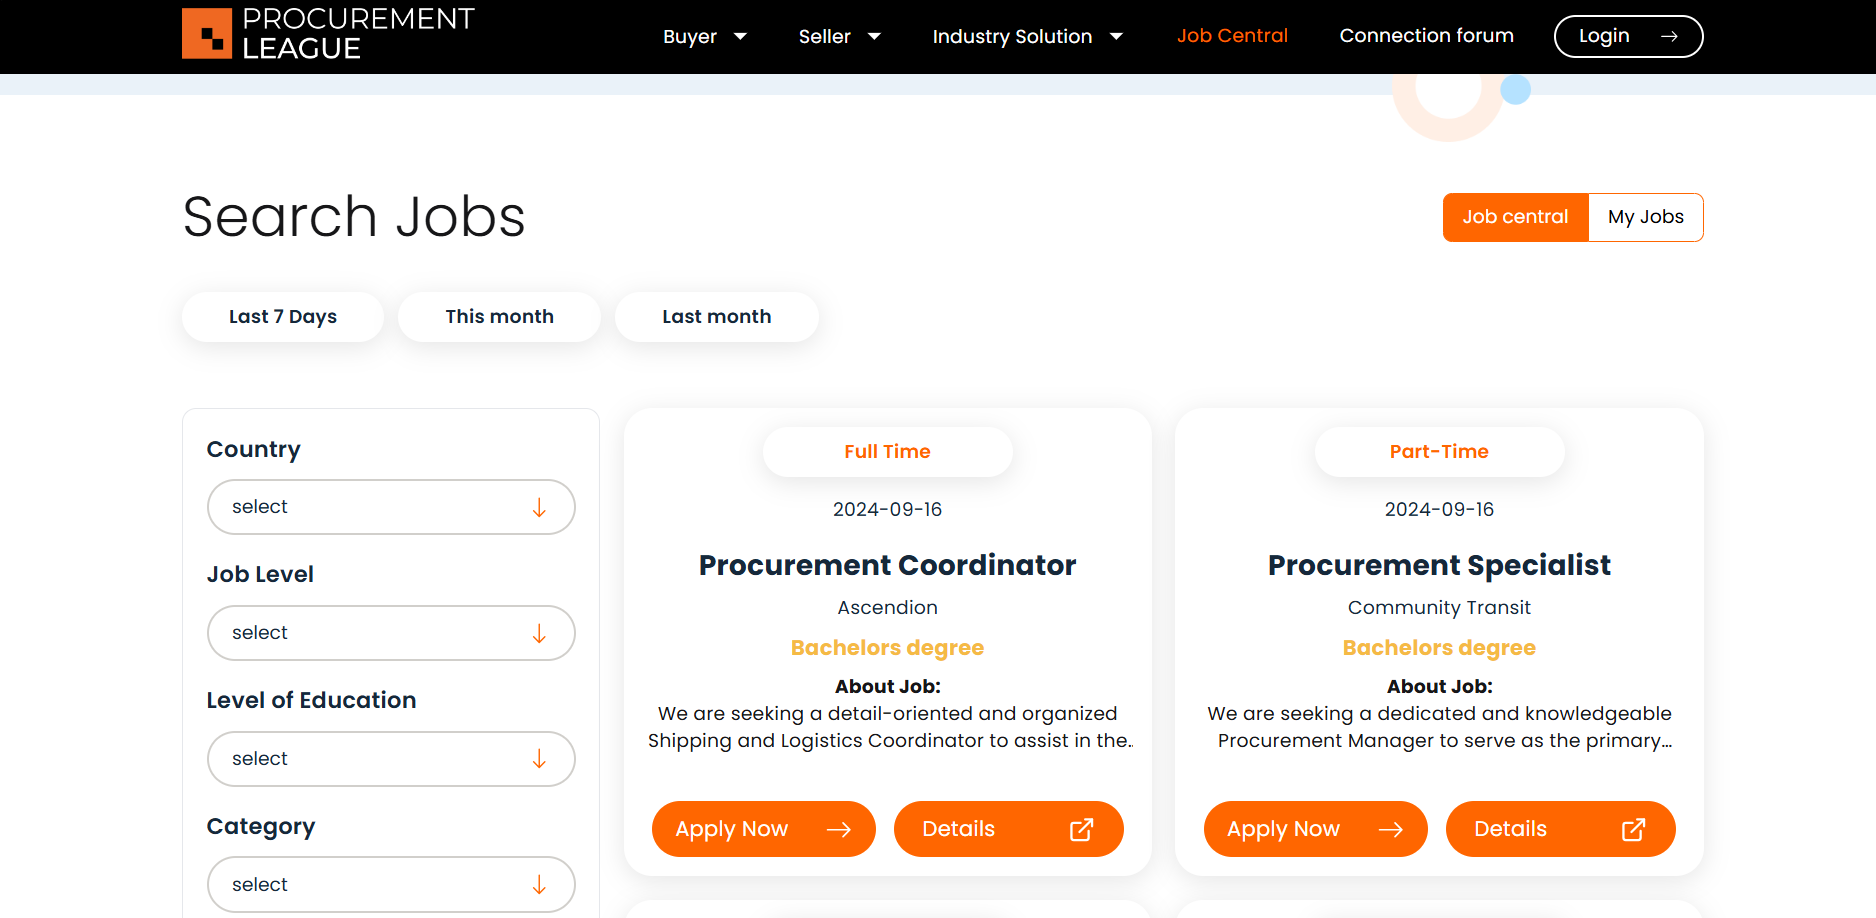 PROCUREMENT
LEAGUE
Buyer
Seller
Industry Solution
Job Central
Connection forum
Login
Search Jobs
Job central
My Jobs
Last 7 Days
This month
Last month
Country
select
Job Level
select
Level of Education
select
Category
select
Full Time
2024-09-16
Procurement Coordinator
Ascendion
Bachelors degree
About Job:
We are seeking a detail-oriented and organized
Shipping and Logistics Coordinator to assist in the..
Apply Now
Details
Part-Time
2024-09-16
Procurement Specialist
Community Transit
Bachelors degree
About Job:
We are seeking a dedicated and knowledgeable
Procurement Manager to serve as the primary...
Apply Now
Details